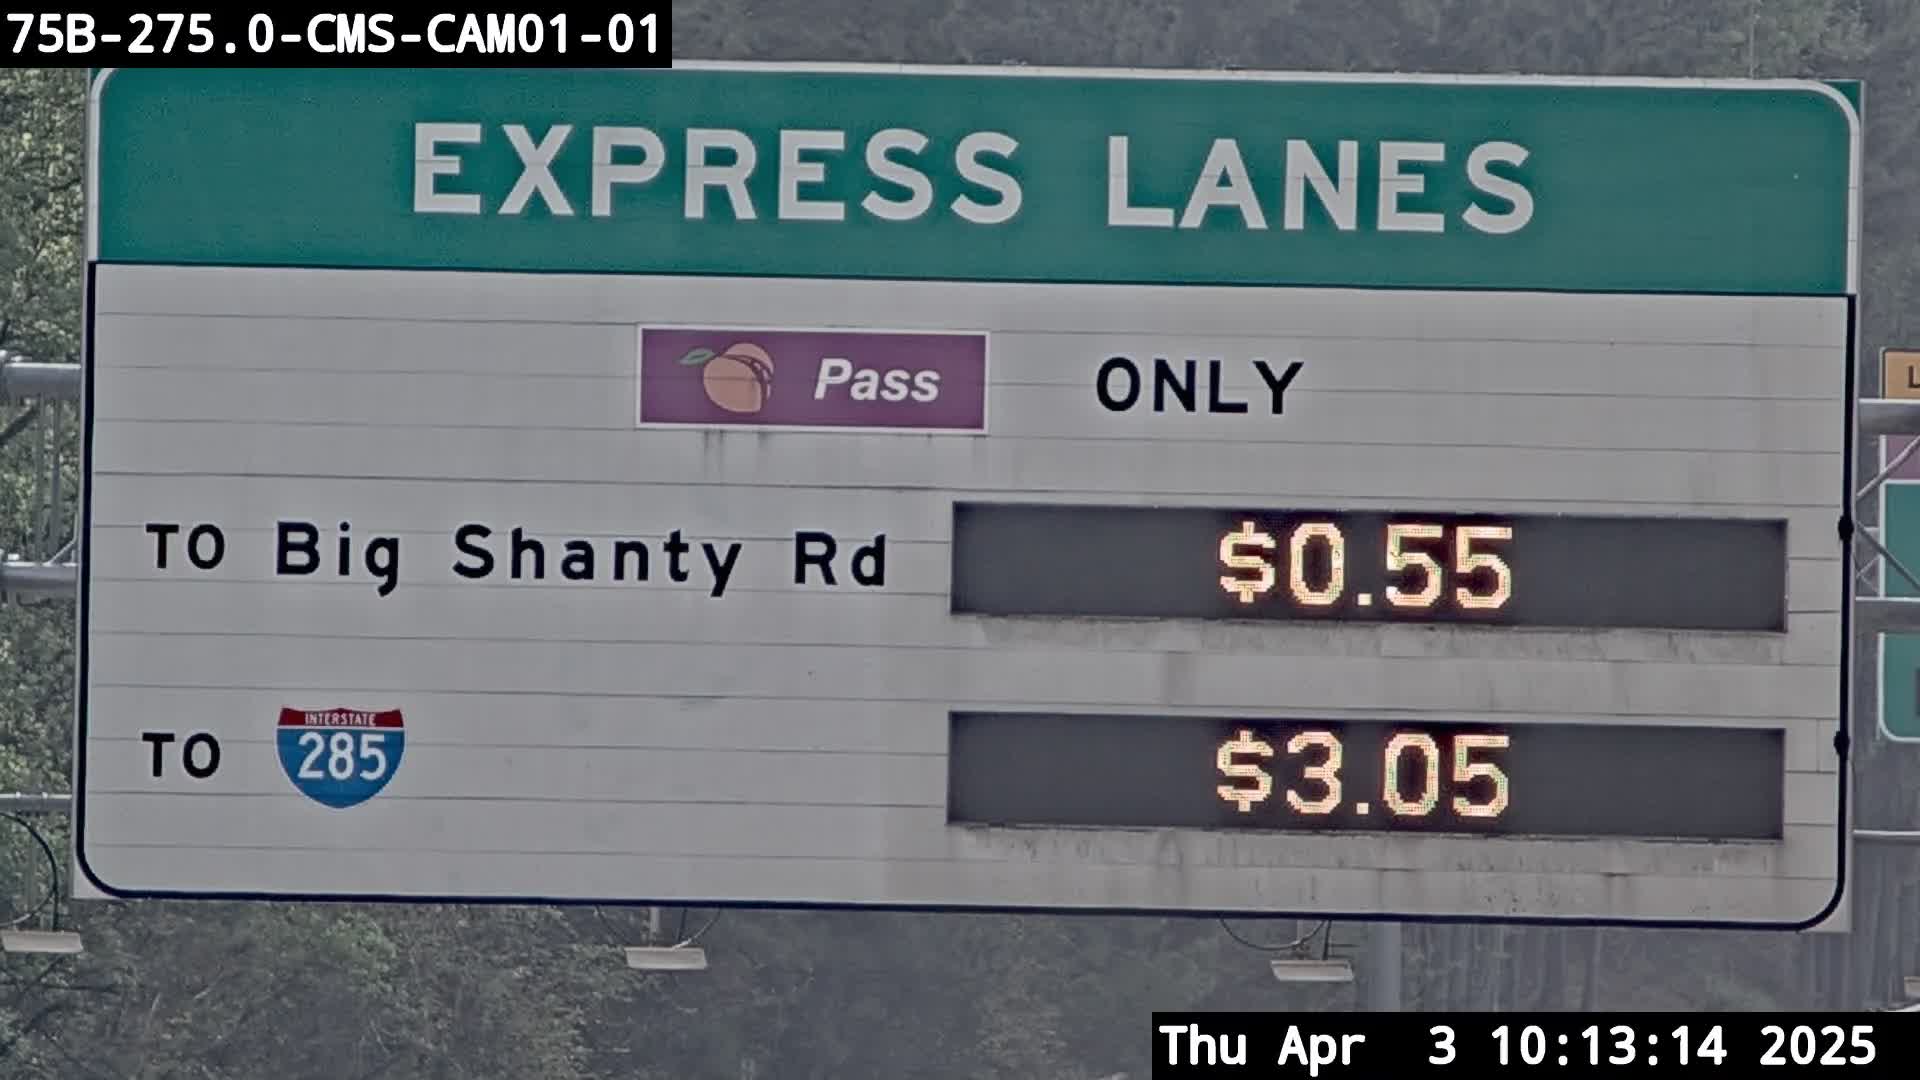 75B-275.0-CMS-CAM01-01
EXPRESS LANES
Pass ONLY
TO Big Shanty Rd $0.55
INTERSTATE
TO 285 $3.05
Thu Apr 3 10:13:14 2025